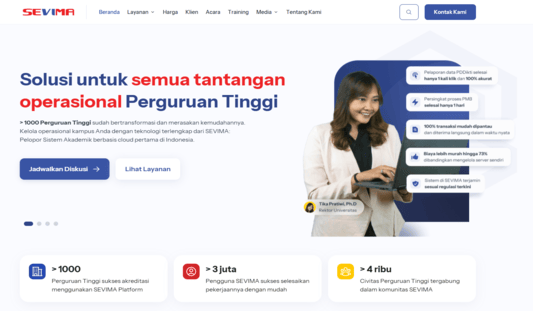 SEVIMA
Beranda Layanan Harga Klien Acara Training Media Tentang Kami
Kontak Kami
Solusi untuk semua tantangan
operasional Perguruan Tinggi
> 1000 Perguruan Tinggi sudah bertransformasi dan merasakan kemudahannya.
Kelola operasional kampus Anda dengan teknologi terlengkap dari SEVIMA:
Pelopor Sistem Akademik berbasis cloud pertama di Indonesia.
Jadwalkan Diskusi
Lihat Layanan
Pelaporan data PDDikti selesai
hanya 1 kali klik dan 100% akurat
Persingkat proses PMB
selesai hanya 1 hari
100% transaksi mudah dipantau
dan diterima langsung dalam waktu nyata
Biaya lebih murah hingga 73%
dibandingkan mengelola server sendiri
Sistem di SEVIMA terjamin
sesuai regulasi terkini
Tika Pratiwi, Ph.D
Rektor Universitas
> 1000
Perguruan Tinggi sukses akreditasi
menggunakan SEVIMA Platform
> 3 juta
Pengguna SEVIMA sukses selesaikan
pekerjaannya dengan mudah
> 4 ribu
Civitas Perguruan Tinggi tergabung
dalam komunitas SEVIMA